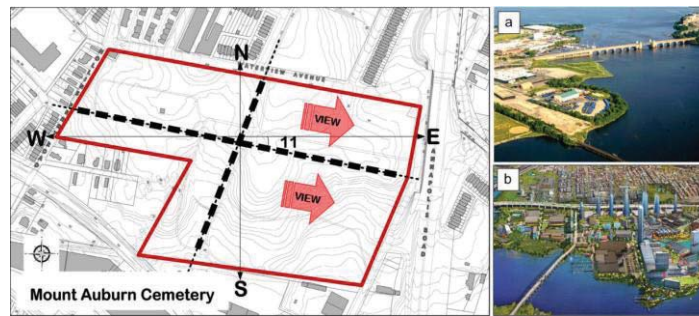 N
WATERVIEW AVENUE
VIEW
W
11
E
VIEW
ANNAPOLIS ROAD
S
Mount Auburn Cemetery
a
b